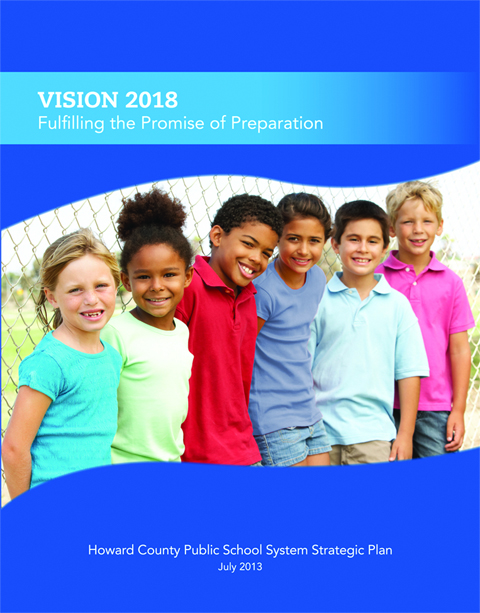 VISION 2018
Fulfilling the Promise of Preparation
Howard County Public School System Strategic Plan
July 2013